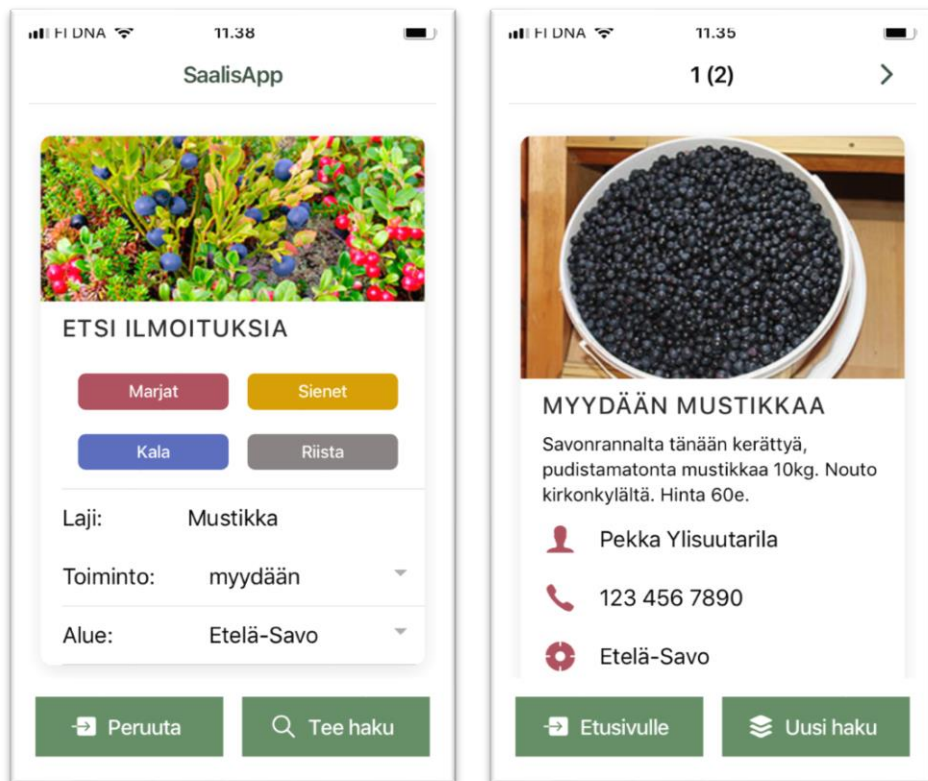 FI DNA 11.38
SaalisApp
ETSI ILMOITUKSIA
Marjat Sienet
Kala Riista
Laji: Mustikka
Toiminto: myydään
Alue: Etelä-Savo
Peruuta Tee haku
FI DNA 11.35
1 (2)
MYYDÄÄN MUSTIKKAA
Savonrannalta tänään kerättyä,
pudistamatonta mustikkaa 10kg. Nouto
kirkonkylältä. Hinta 60e.
Pekka Ylisuutarila
123 456 7890
Etelä-Savo
Etusivulle Uusi haku